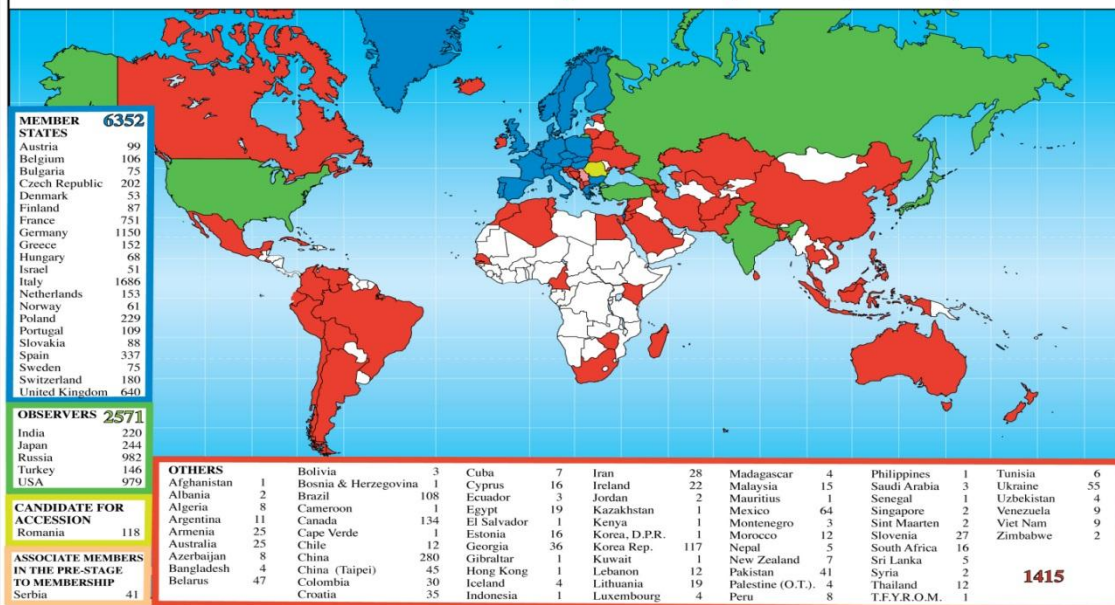 MEMBER STATES 6352
Austria 99
Belgium 106
Bulgaria 75
Czech Republic 202
Denmark 53
Finland 87
France 751
Germany 1150
Greece 152
Hungary 68
Israel 51
Italy 1686
Netherlands 153
Norway 61
Poland 229
Portugal 109
Slovakia 88
Spain 337
Sweden 75
Switzerland 180
United Kingdom 640
OBSERVERS 2571
India 220
Japan 244
Russia 982
Turkey 146
USA 979
CANDIDATE FOR
ACCESSION
Romania 118
ASSOCIATE MEMBERS
IN THE PRE-STAGE
TO MEMBERSHIP
Serbia 41
OTHERS
Afghanistan 1
Albania 2
Algeria 8
Argentina 11
Armenia 25
Australia 25
Azerbaijan 8
Bangladesh 4
Belarus 47
Bolivia 3
Bosnia & Herzegovina 1
Brazil 108
Cameroon 1
Canada 134
Cape Verde 1
Chile 12
China 280
China (Taipei) 45
Colombia 30
Croatia 35
Cuba 7
Cyprus 16
Ecuador 3
Egypt 19
El Salvador 1
Estonia 16
Georgia 36
Gibraltar 1
Hong Kong 1
Iceland 4
Indonesia 1
Iran 28
Ireland 22
Jordan 2
Kazakhstan 1
Kenya 1
Korea, D.P.R. 1
Korea Rep. 117
Kuwait 1
Lebanon 12
Lithuania 19
Luxembourg 4
Madagascar 4
Malaysia 15
Mauritius 1
Mexico 64
Montenegro 3
Morocco 12
Nepal 5
New Zealand 7
Pakistan 41
Palestine (O.T.). 4
Peru 8
Philippines 1
Saudi Arabia 3
Senegal 1
Singapore 2
Sint Maarten 2
Slovenia 27
South Africa 16
Sri Lanka 5
Syria 2
Thailand 12
T.F.Y.R.O.M. 1
Tunisia 6
Ukraine 55
Uzbekistan 4
Venezuela 9
Viet Nam 9
Zimbabwe 2
1415